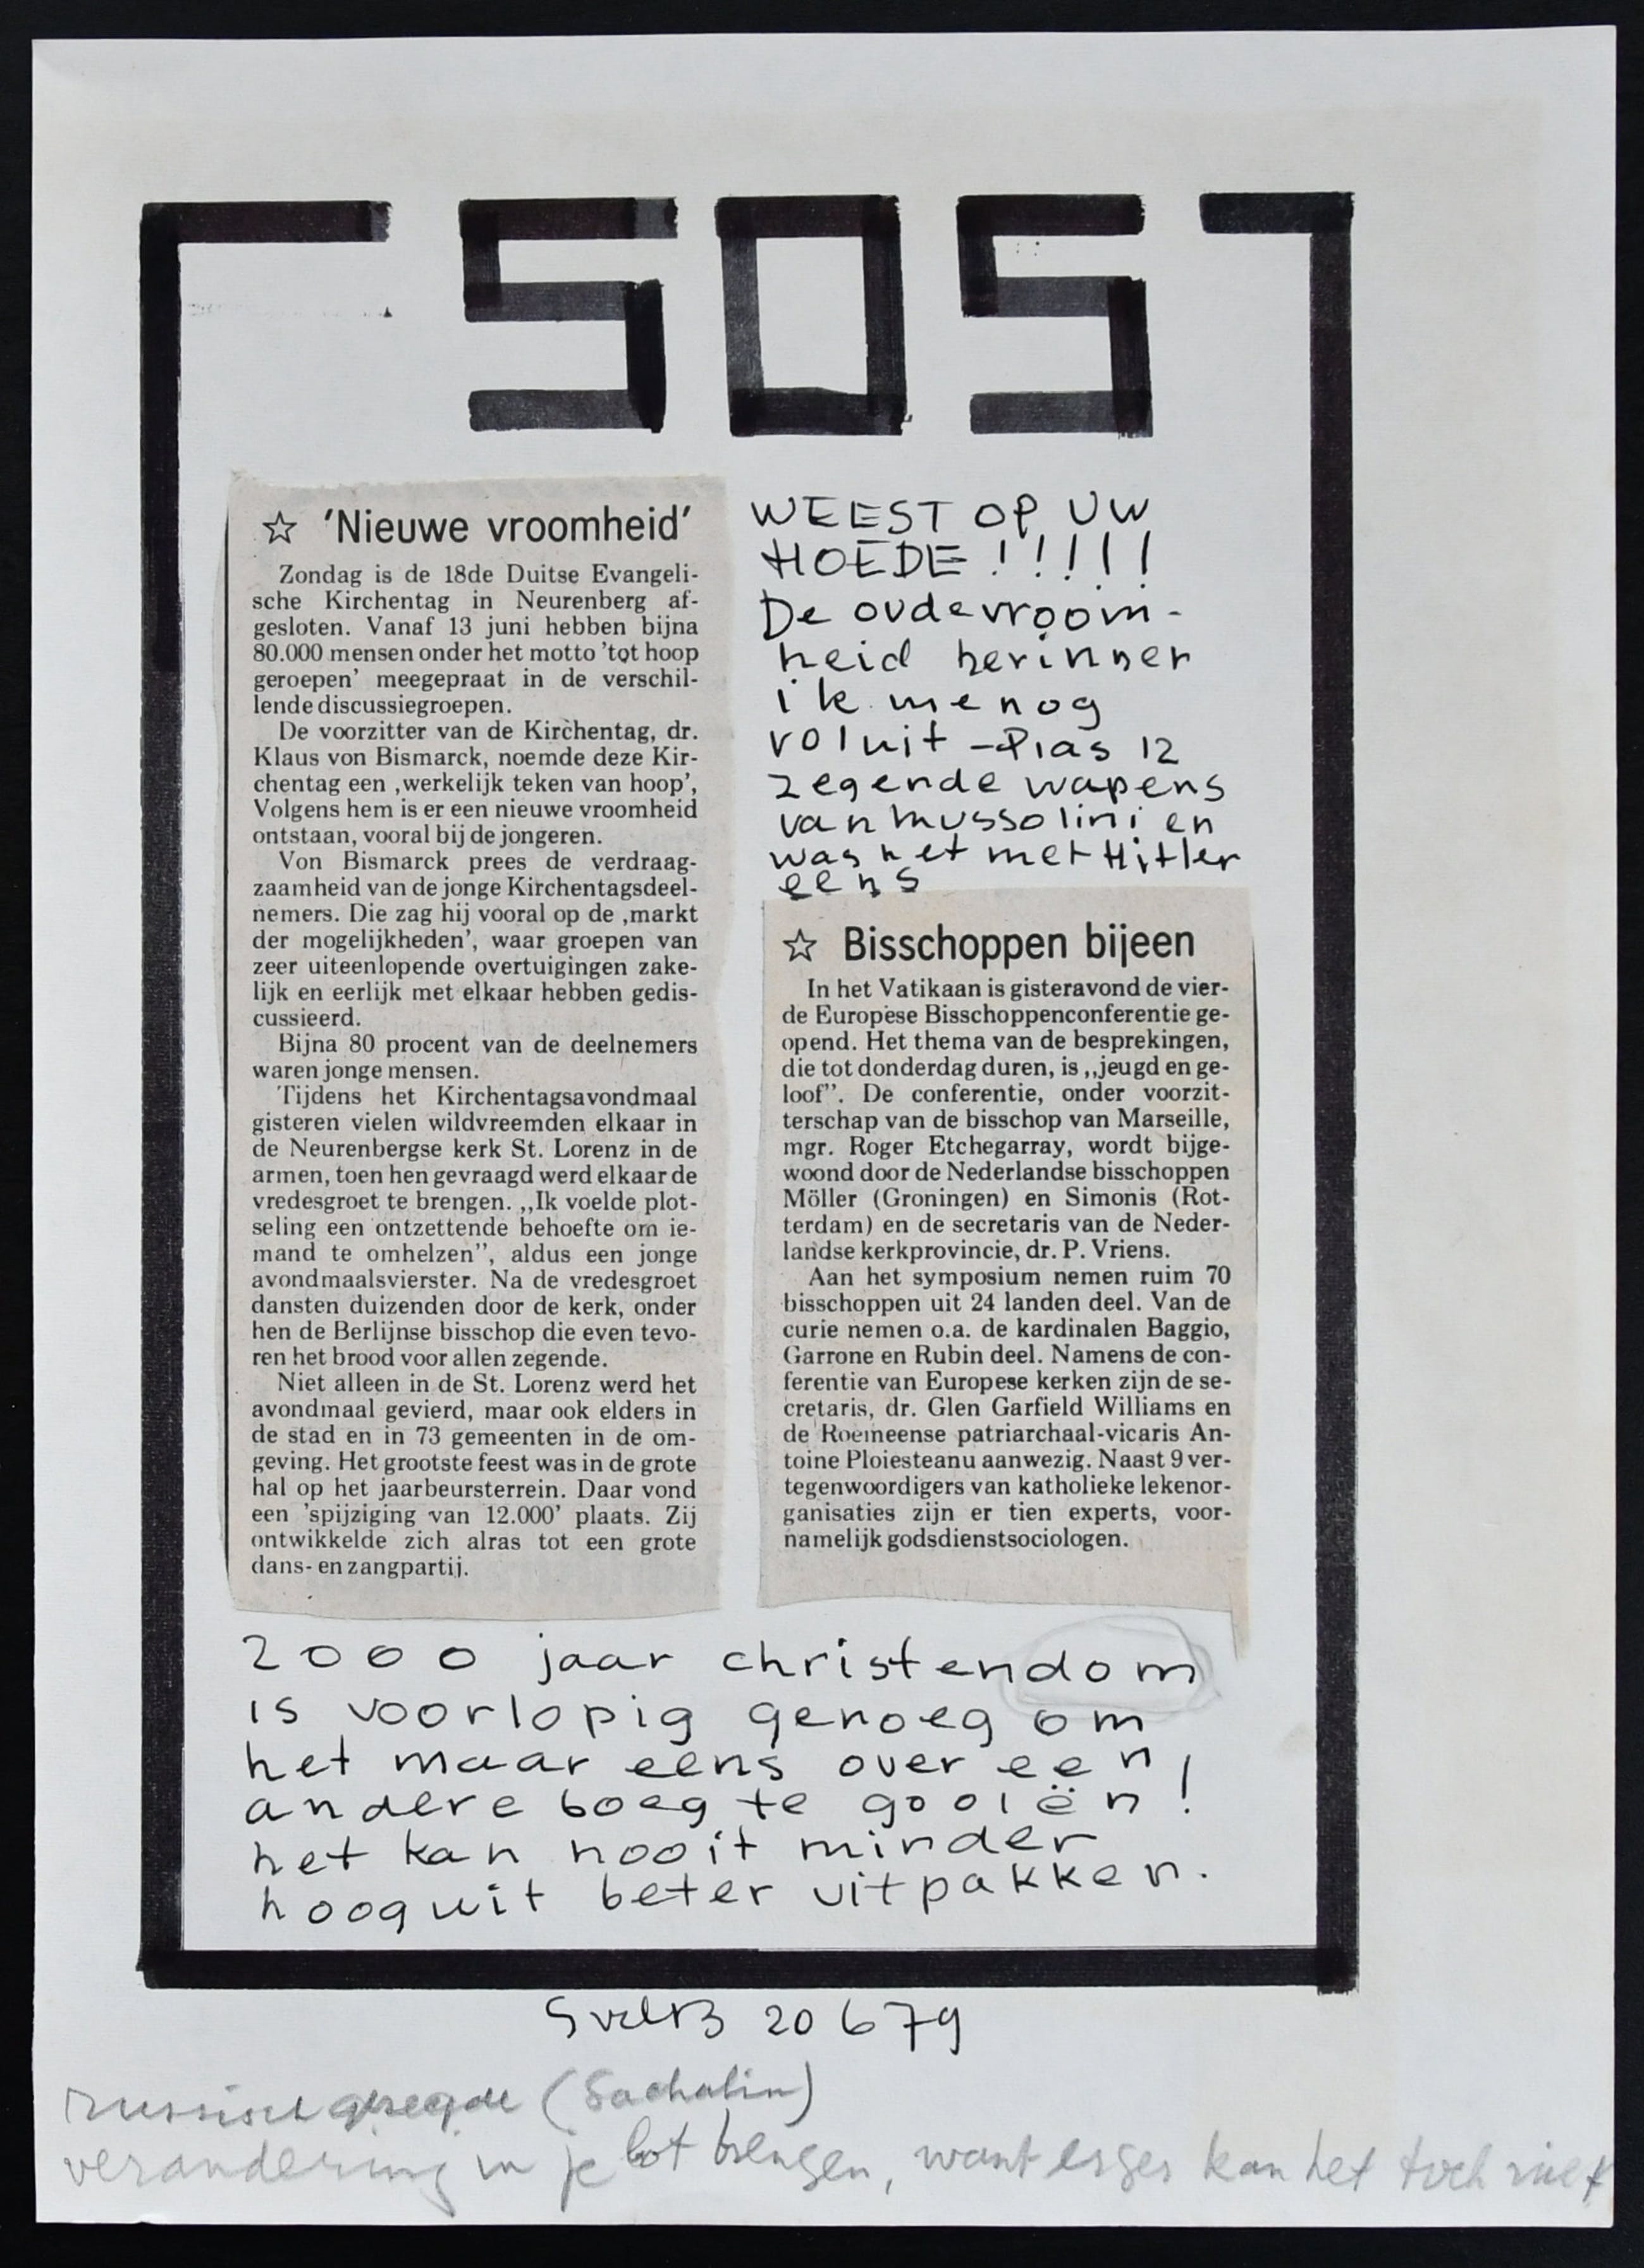 SOS
☆ 'Nieuwe vroomheid'
Zondag is de 18de Duitse Evangeli-
sche Kirchentag in Neurenberg af-
gesloten. Vanaf 13 juni hebben bijna
80.000 mensen onder het motto 'tot hoop
geroepen' meegepraat in de verschil-
lende discussiegroepen.
De voorzitter van de Kirchentag, dr.
Klaus von Bismarck, noemde deze Kir-
chentag een ,werkelijk teken van hoop',
Volgens hem is er een nieuwe vroomheid
ontstaan, vooral bij de jongeren.
Von Bismarck prees de verdraag-
zaamheid van de jonge Kirchentagsdeel-
nemers. Die zag hij vooral op de ,markt
der mogelijkheden', waar groepen van
zeer uiteenlopende overtuigingen zake-
lijk en eerlijk met elkaar hebben gedis-
cussieerd.
Bijna 80 procent van de deelnemers
waren jonge mensen.
Tijdens het Kirchentagsavondmaal
gisteren vielen wildvreemden elkaar in
de Neurenbergse kerk St. Lorenz in de
armen, toen hen gevraagd werd elkaar de
vredesgroet te brengen. ,,Ik voelde plot-
seling een ontzettende behoefte om ie-
mand te omhelzen'', aldus een jonge
avondmaalsvierster. Na de vredesgroet
dansten duizenden door de kerk, onder
hen de Berlijnse bisschop die even tevo-
ren het brood voor allen zegende.
Niet alleen in de St. Lorenz werd het
avondmaal gevierd, maar ook elders in
de stad en in 73 gemeenten in de om-
geving. Het grootste feest was in de grote
hal op het jaarbeursterrein. Daar vond
een 'spijziging van 12.000' plaats. Zij
ontwikkelde zich alras tot een grote
dans- en zangpartij.
WEEST OP UW
HOEDE!!!!!
De oude vroom-
heid herinner
ik me nog
voluit - Pias 12
zegende wapens
van mussolini en
was het met Hitler
eens
☆ Bisschoppen bijeen
In het Vatikaan is gisteravond de vier-
de Europese Bisschoppenconferentie ge-
opend. Het thema van de besprekingen,
die tot donderdag duren, is ,,jeugd en ge-
loof''. De conferentie, onder voorzit-
terschap van de bisschop van Marseille,
mgr. Roger Etchegarray, wordt bijge-
woond door de Nederlandse bisschoppen
Möller (Groningen) en Simonis (Rot-
terdam) en de secretaris van de Neder-
landse kerkprovincie, dr. P. Vriens.
Aan het symposium nemen ruim 70
bisschoppen uit 24 landen deel. Van de
curie nemen o.a. de kardinalen Baggio,
Garrone en Rubin deel. Namens de con-
ferentie van Europese kerken zijn de se-
cretaris, dr. Glen Garfield Williams en
de Roemeense patriarchaal-vicaris An-
toine Ploiesteanu aanwezig. Naast 9 ver-
tegenwoordigers van katholieke lekenor-
ganisaties zijn er tien experts, voor-
namelijk godsdienstsociologen.
2000 jaar christendom
is voorlopig genoeg om
het maar eens over een
andere boeg te gooiën!
het kan nooit minder
hooguit beter uitpakken.
20 6 79
russisch gezegde (Sachalin)
verandering in je lot brengen, want erger kan het toch niet